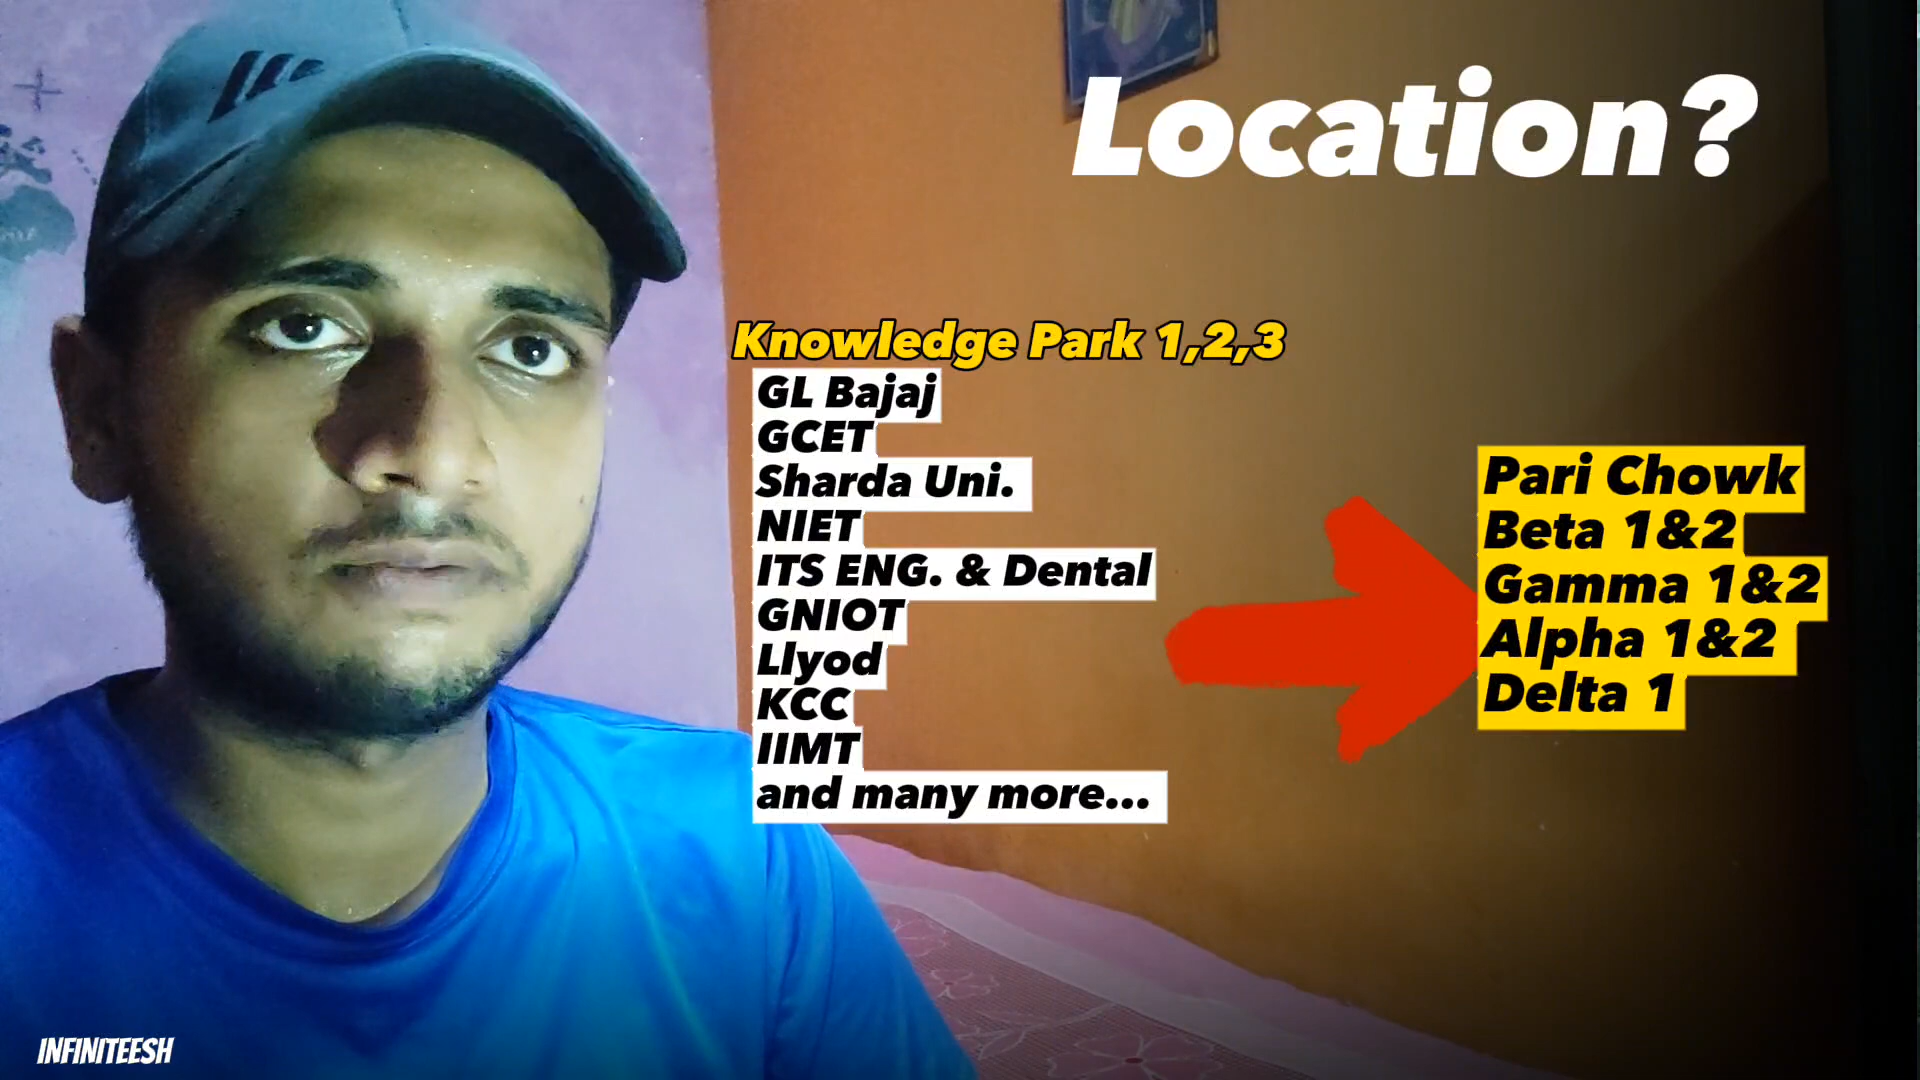 Location?
Knowledge Park 1,2,3
GL Bajaj
GCET
Sharda Uni.
NIET
ITS ENG. & Dental
GNIOT
Llyod
KCC
IIMT
and many more...
Pari Chowk
Beta 1&2
Gamma 1&2
Alpha 1&2
Delta 1
INFINITEESH